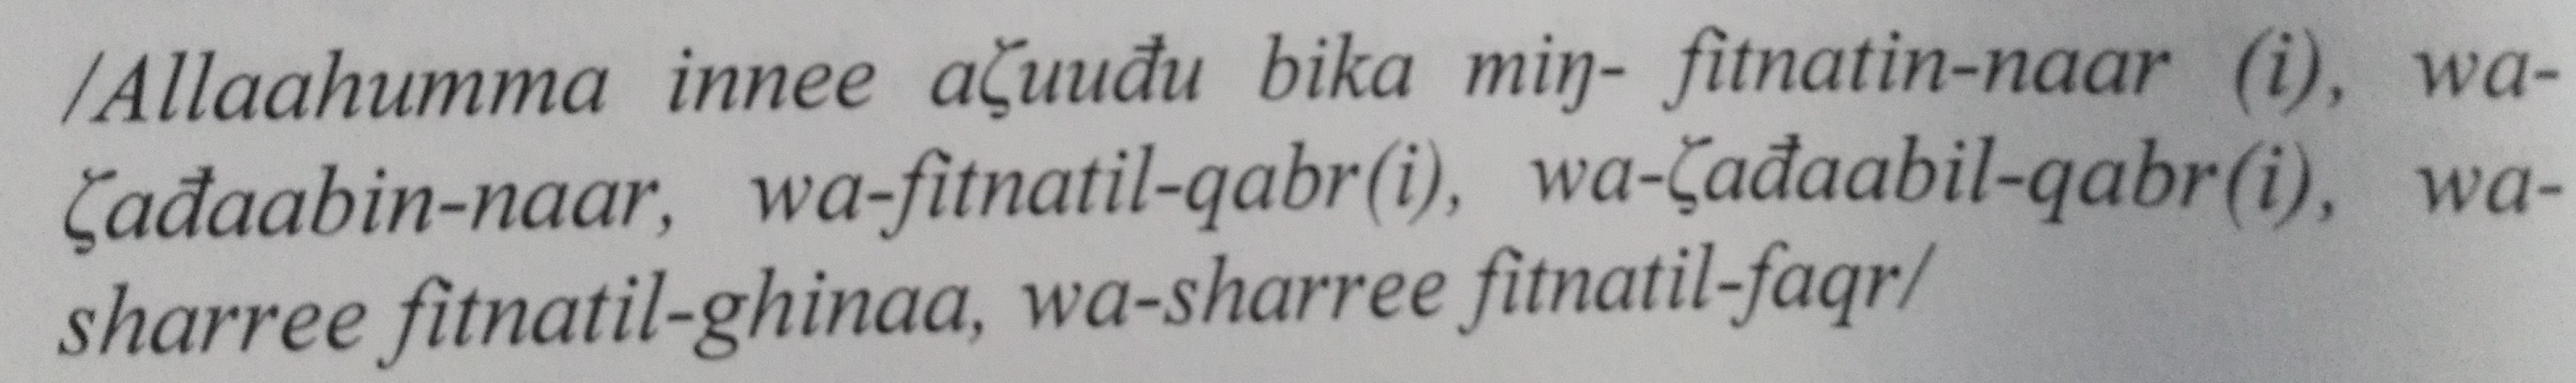 /Allaahumma innee aζuuđu bika miŋ- fitnatin-naar (i), wa-
ζađaabin-naar, wa-fitnatil-qabr(i), wa-ζađaabil-qabr(i), wa-
sharree fitnatil-ghinaa, wa-sharree fitnatil-faqr/